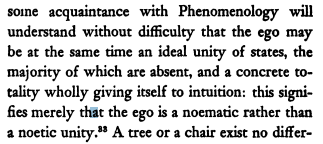 some acquaintance with Phenomenology will
understand without difficulty that the ego may
be at the same time an ideal unity of states, the
majority of which are absent, and a concrete to-
tality wholly giving itself to intuition: this signi-
fies merely that the ego is a noematic rather than
a noetic unity.³³ A tree or a chair exist no differ-